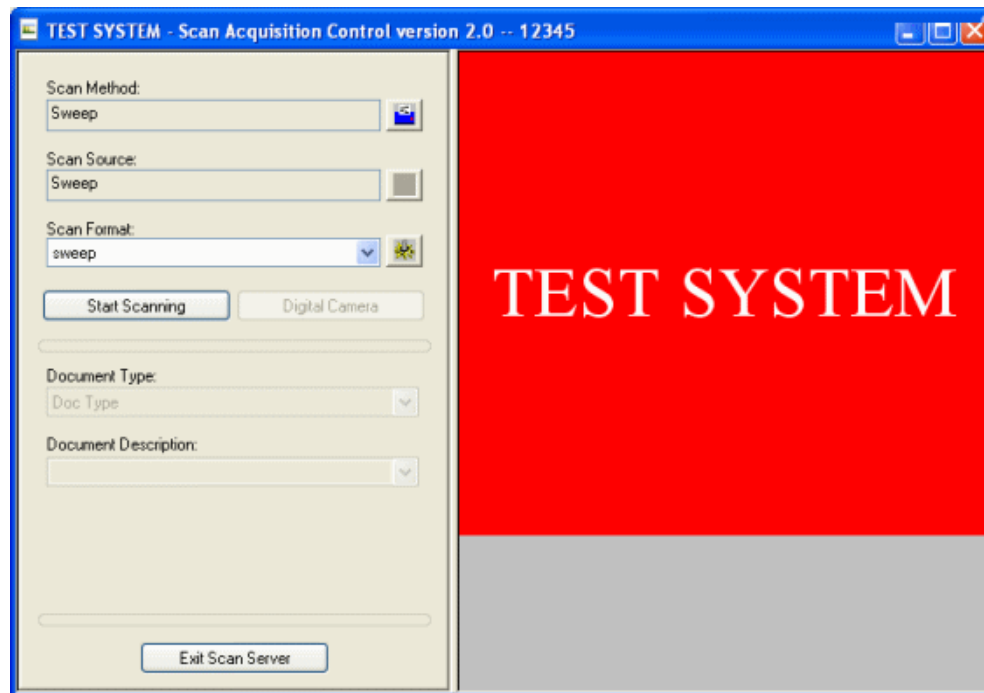 TEST SYSTEM - Scan Acquisition Control version 2.0 -- 12345
Scan Method:
Sweep
Scan Source:
Sweep
Scan Format:
sweep
Start Scanning
Digital Camera
Document Type:
Doc Type
Document Description:
Exit Scan Server
TEST SYSTEM